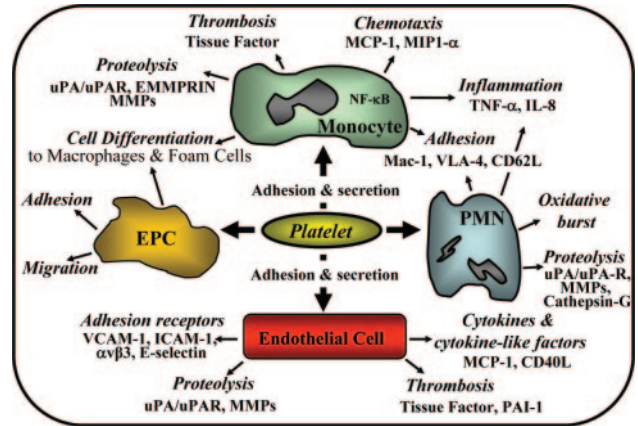 Thrombosis
Tissue Factor
Chemotaxis
MCP-1, MIP1-α
Proteolysis
uPA/uPAR, EMMPRIN
MMPs
NF-κB
Monocyte
Inflammation
TNF-α, IL-8
Cell Differentiation
to Macrophages & Foam Cells
Adhesion
Mac-1, VLA-4, CD62L
Adhesion & secretion
Adhesion
EPC
Migration
Platelet
PMN
Oxidative
burst
Proteolysis
uPA/uPA-R,
MMPs,
Cathepsin-G
Adhesion & secretion
Adhesion receptors
VCAM-1, ICAM-1,
αvβ3, E-selectin
Endothelial Cell
Cytokines &
cytokine-like factors
MCP-1, CD40L
Proteolysis
uPA/uPAR, MMPs
Thrombosis
Tissue Factor, PAI-1